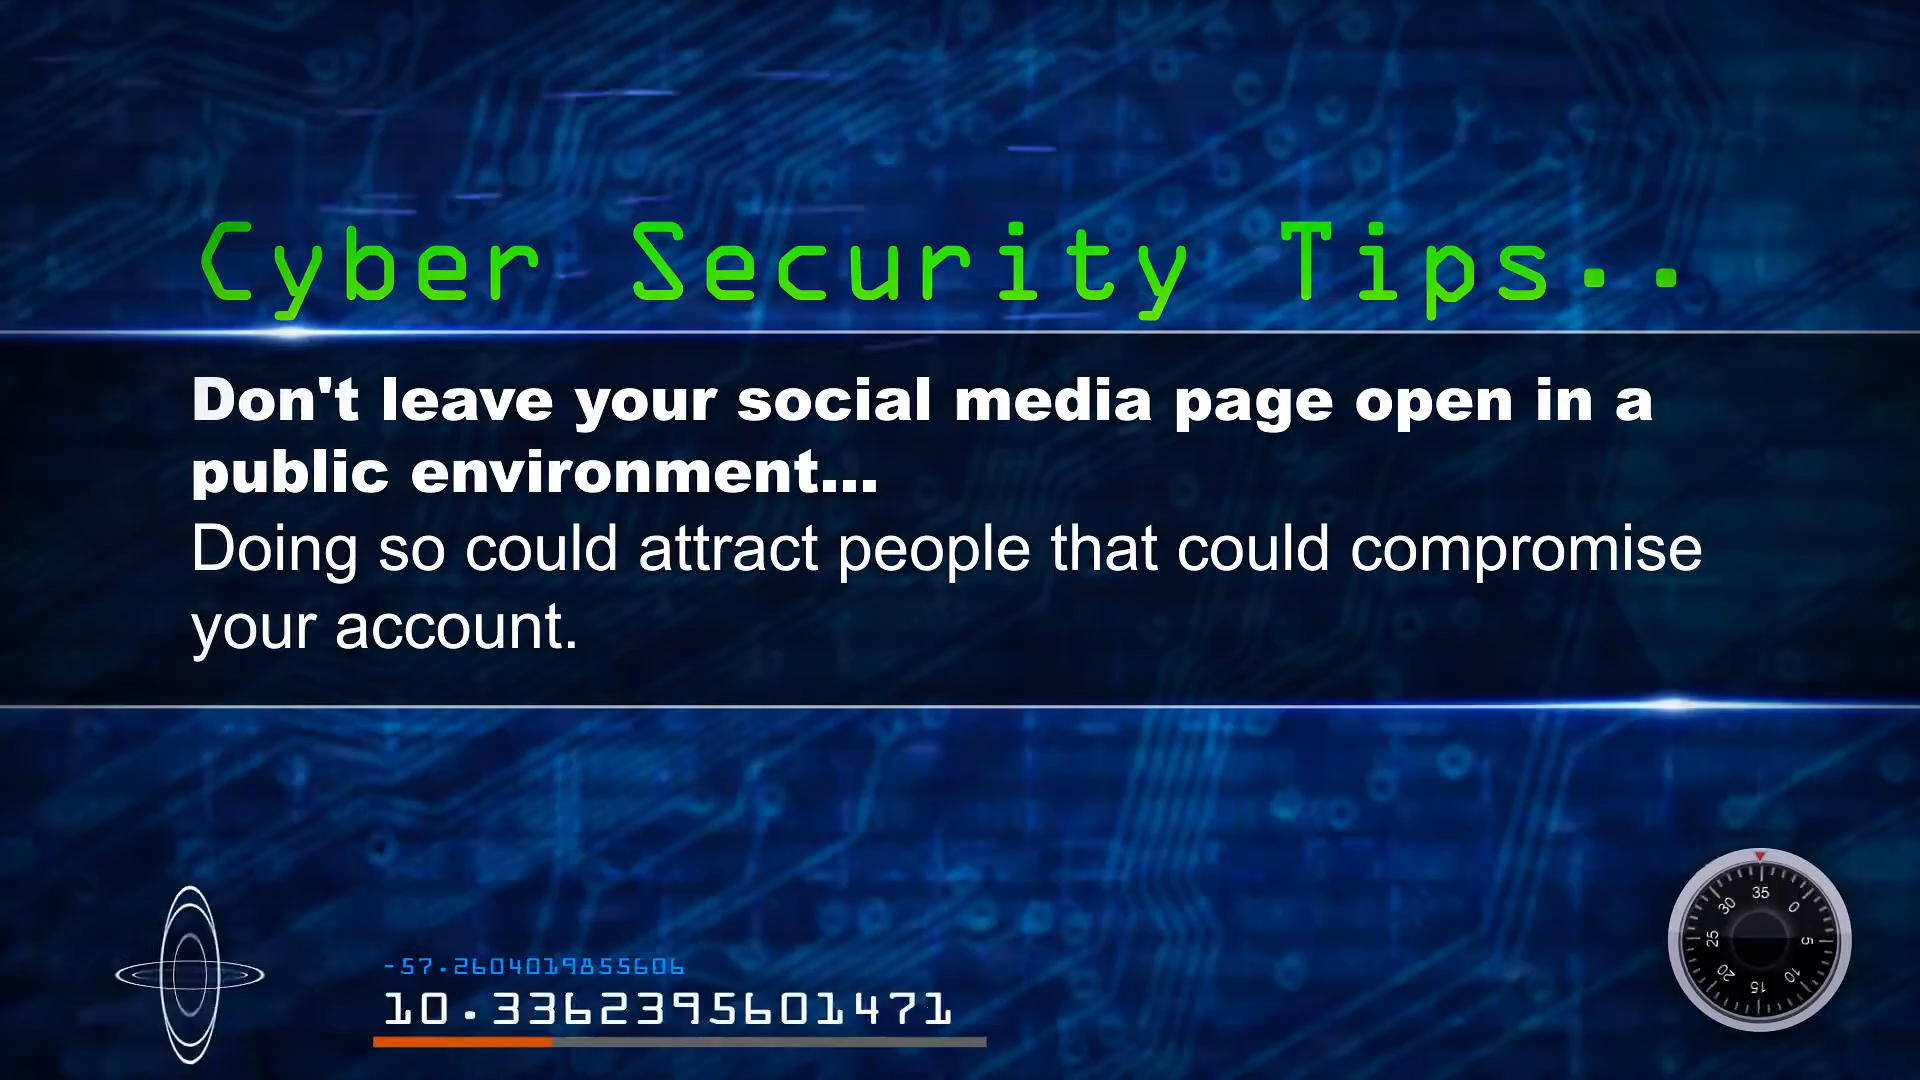 Cyber Security Tips..
Don't leave your social media page open in a
public environment...
Doing so could attract people that could compromise
your account.
-57.2604019855606
10.3362395601471
35
0
5
10
15
20
25
30